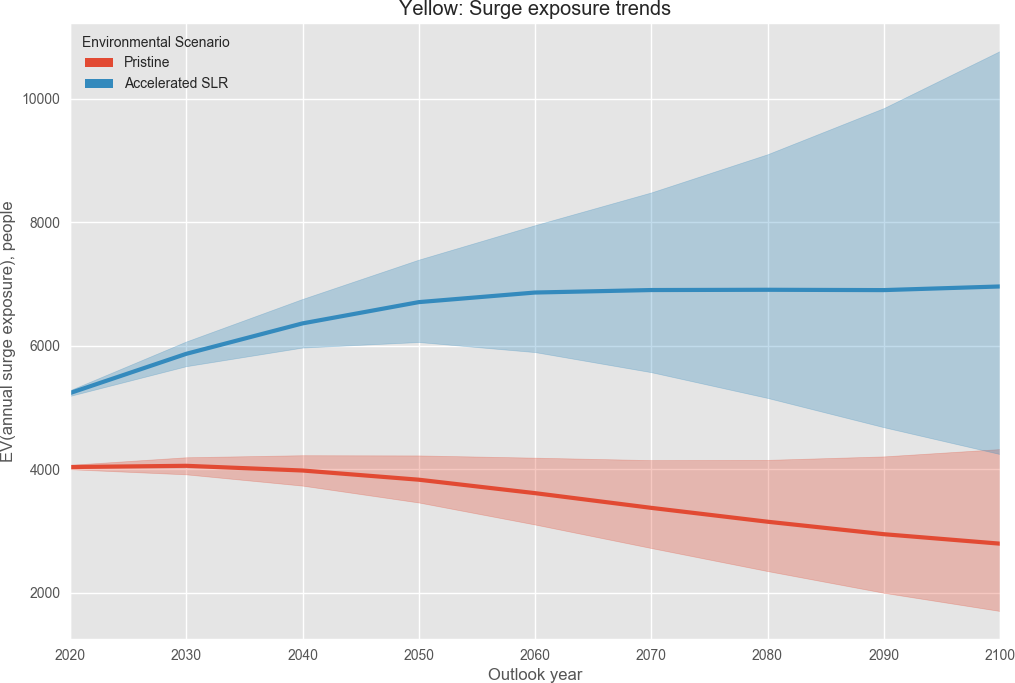 Yellow: Surge exposure trends
Environmental Scenario
Pristine
Accelerated SLR
EV(annual surge exposure), people
10000
8000
6000
4000
2000
2020 2030 2040 2050 2060 2070 2080 2090 2100
Outlook year